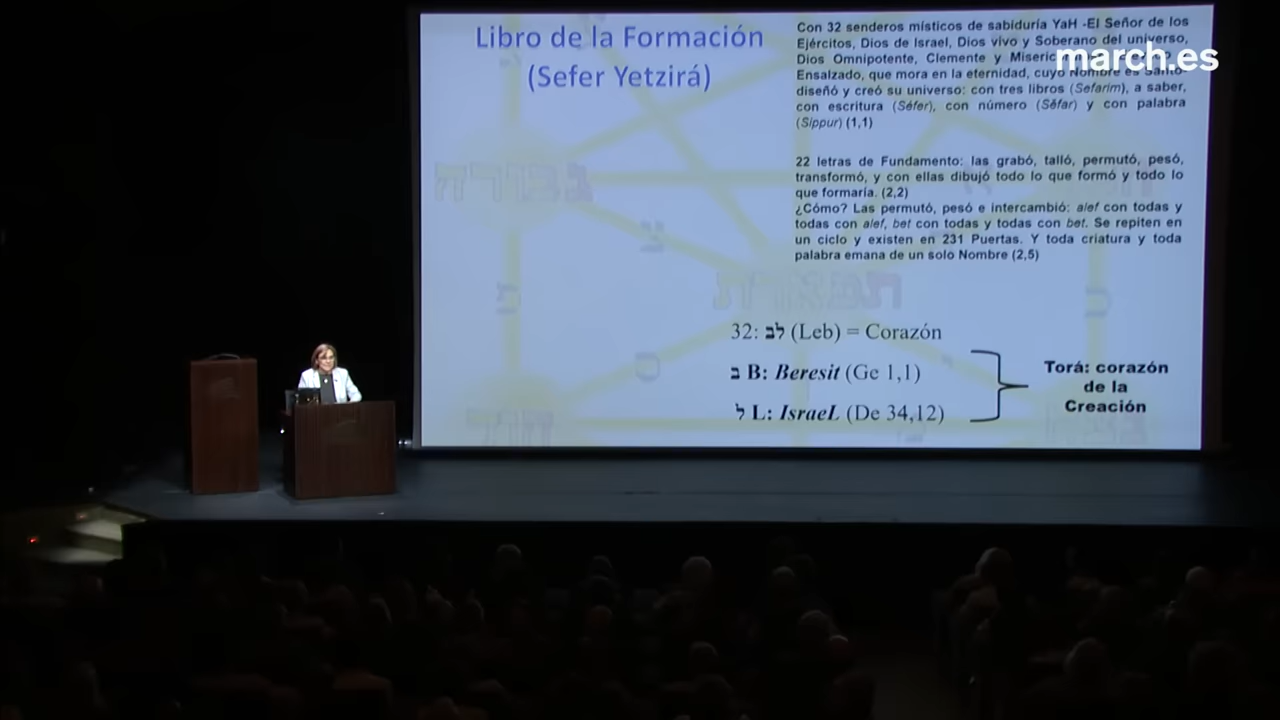 Libro de la Formación
(Sefer Yetzirá)
march.es
Con 32 senderos místicos de sabiduría YaH -El Señor de los
Ejércitos, Dios de Israel, Dios vivo y Soberano del universo,
Dios Omnipotente, Clemente y
Ensalzado, que mora en la eternidad, cuyo Nombre es Santo-
diseñó y creó su universo: con tres libros (Sefarim), a saber,
con escritura (Séfer), con número (Sĕfar) y con palabra
(Sippur) (1,1)
22 letras de Fundamento: las grabó, talló, permutó, pesó,
transformó, y con ellas dibujó todo lo que formó y todo lo
que formaría. (2,2)
¿Cómo? Las permutó, pesó e intercambió: alef con todas y
todas con alef, bet con todas y todas con bet. Se repiten en
un ciclo y existen en 231 Puertas. Y toda criatura y toda
palabra emana de un solo Nombre (2,5)
32: לב (Leb) = Corazón
ב B: Beresit (Ge 1,1)
ל L: IsraeL (De 34,12)
Torá: corazón
de la
Creación